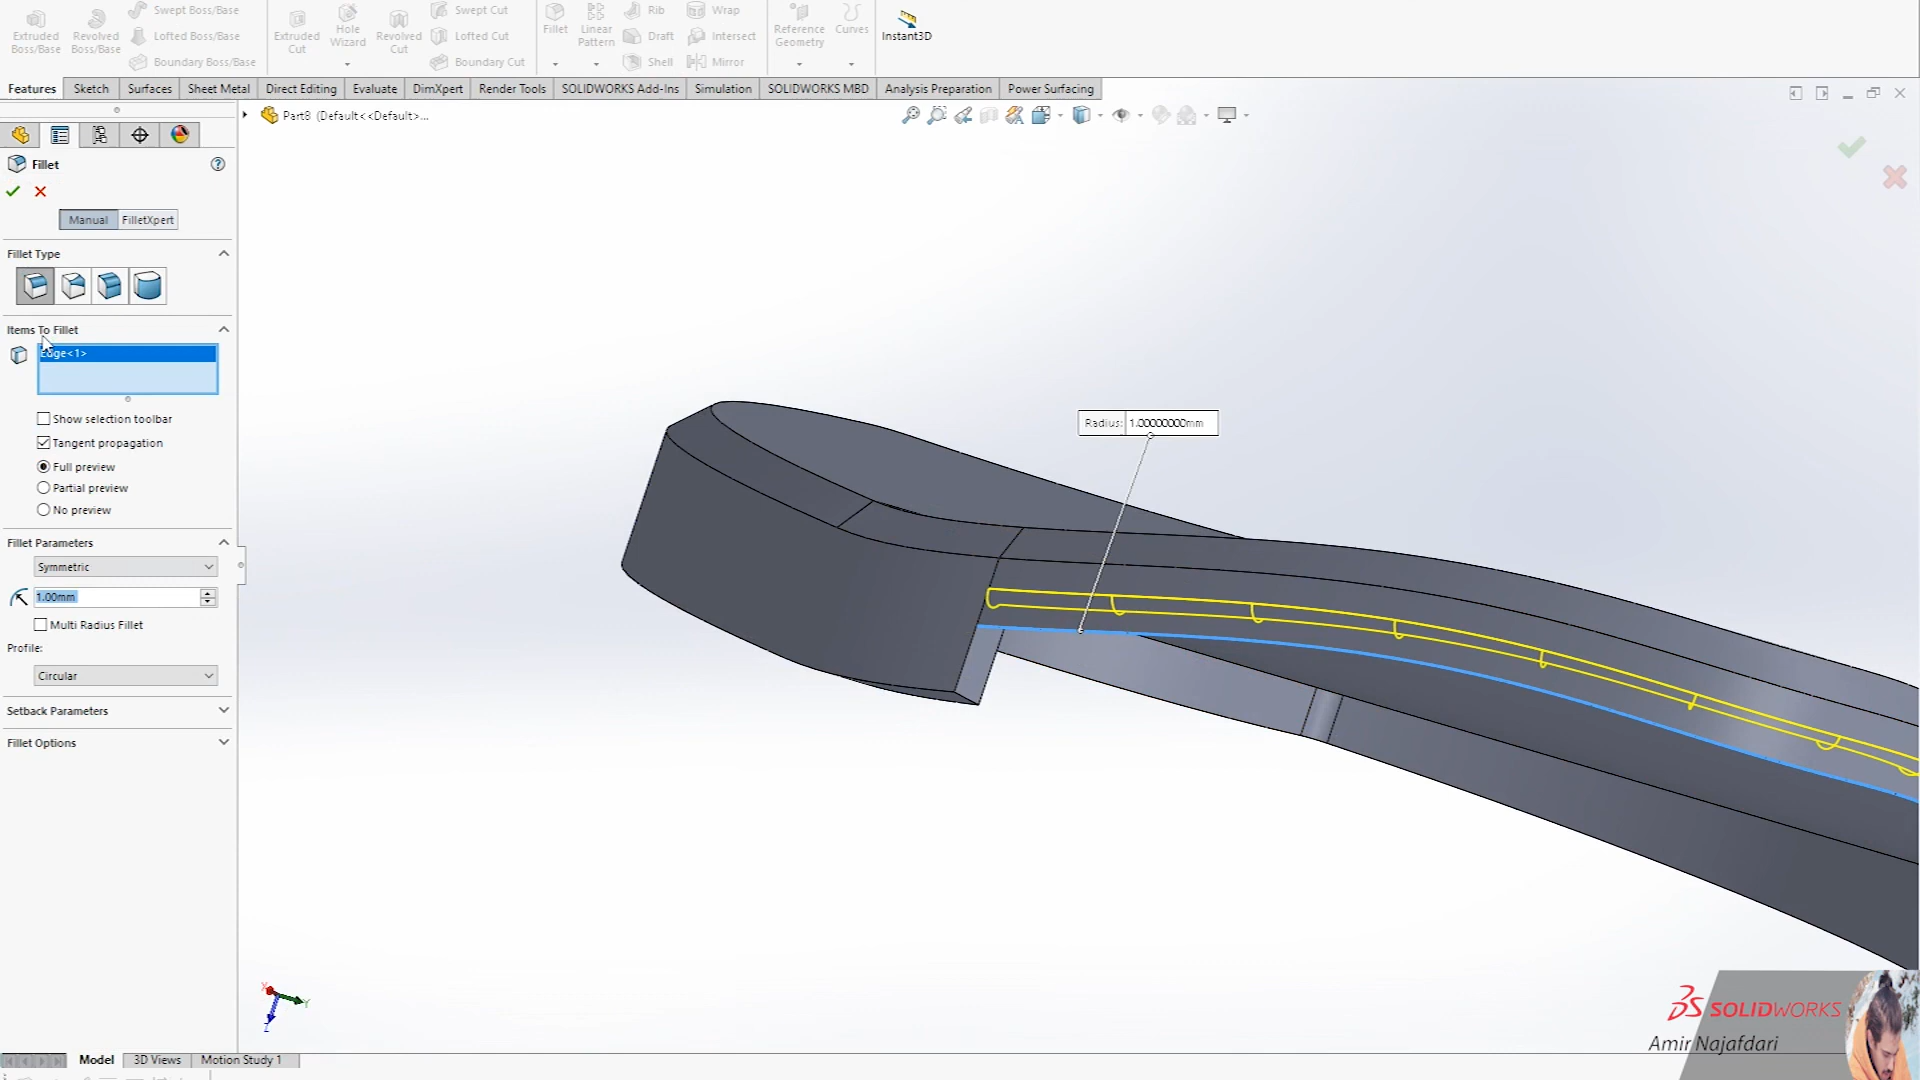 Extruded Boss/Base
Revolved Boss/Base
Swept Boss/Base
Lofted Boss/Base
Boundary Boss/Base
Extruded Cut
Hole Wizard
Revolved Cut
Swept Cut
Lofted Cut
Boundary Cut
Fillet
Linear Pattern
Rib
Draft
Shell
Wrap
Intersect
Mirror
Reference Geometry
Curves
Instant3D
Features
Sketch
Surfaces
Sheet Metal
Direct Editing
Evaluate
DimXpert
Render Tools
SOLIDWORKS Add-Ins
Simulation
SOLIDWORKS MBD
Analysis Preparation
Power Surfacing
Part8 (Default<<Default>...
Fillet
Manual
FilletXpert
Fillet Type
Items To Fillet
Edge<1>
Show selection toolbar
Tangent propagation
Full preview
Partial preview
No preview
Fillet Parameters
Symmetric
1.00mm
Multi Radius Fillet
Profile:
Circular
Setback Parameters
Fillet Options
Radius: 1.00000000mm
X
Y
Z
SOLIDWORKS
Amir Najafdari
Model
3D Views
Motion Study 1